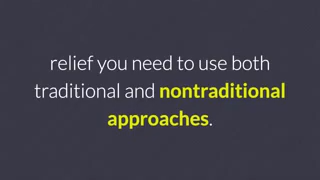 relief you need to use both
traditional and nontraditional
approaches.